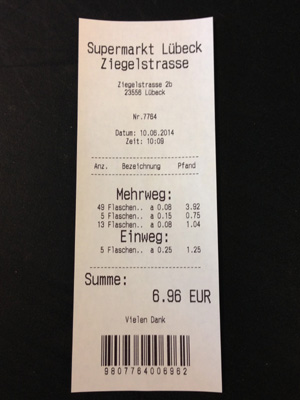 Supermarkt Lübeck
Ziegelstrasse
Ziegelstrasse 2b
23556 Lübeck
Nr.7764
Datum: 10.06.2014
Zeit: 10:09
Anz. Bezeichnung Pfand
Mehrweg:
49 Flaschen.. a 0.08 3.92
5 Flaschen.. a 0.15 0.75
13 Flaschen.. a 0.08 1.04
Einweg:
5 Flaschen.. a 0.25 1.25
Summe:
6.96 EUR
Vielen Dank
9807764006962